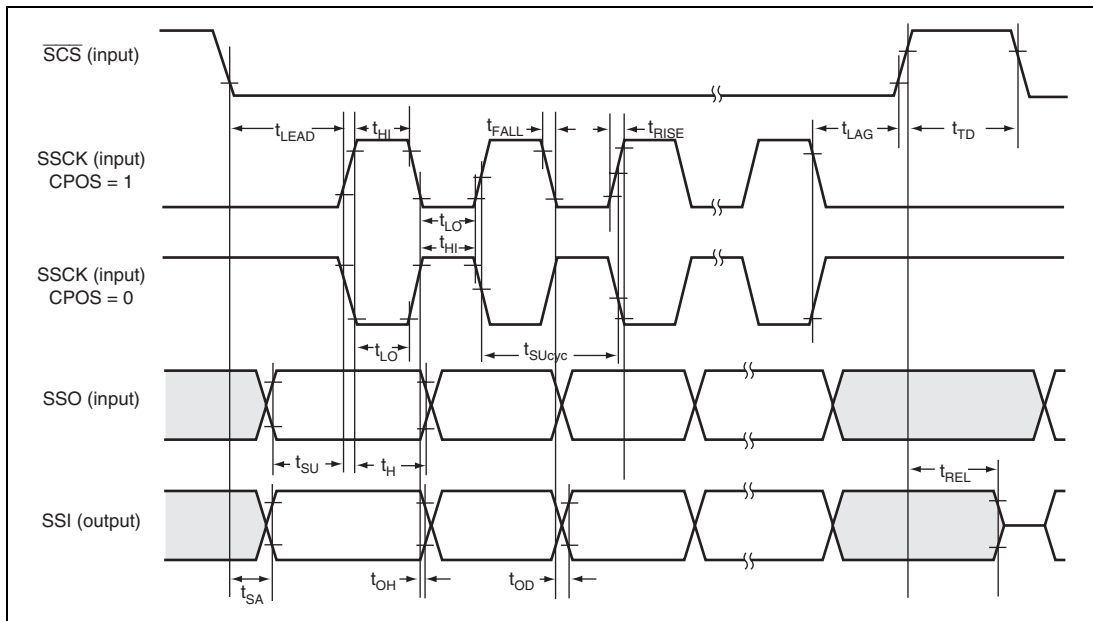 SCS (input)
tLEAD
tHI
tFALL
tRISE
tLAG
tTD
SSCK (input)
CPOS = 1
tLO
tHI
SSCK (input)
CPOS = 0
tLO
tSUcyc
SSO (input)
tSU
tH
tREL
SSI (output)
tSA
tOH
tOD